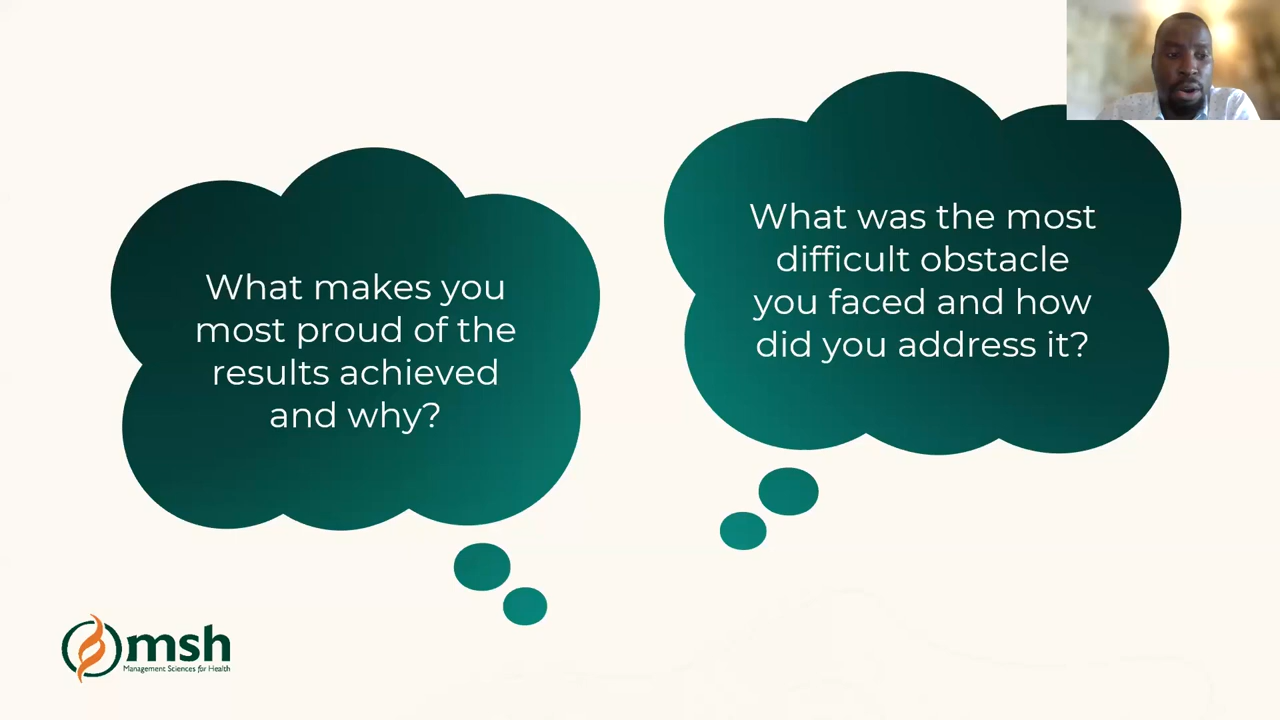 What makes you
most proud of the
results achieved
and why?
What was the most
difficult obstacle
you faced and how
did you address it?
msh
Management Sciences for Health